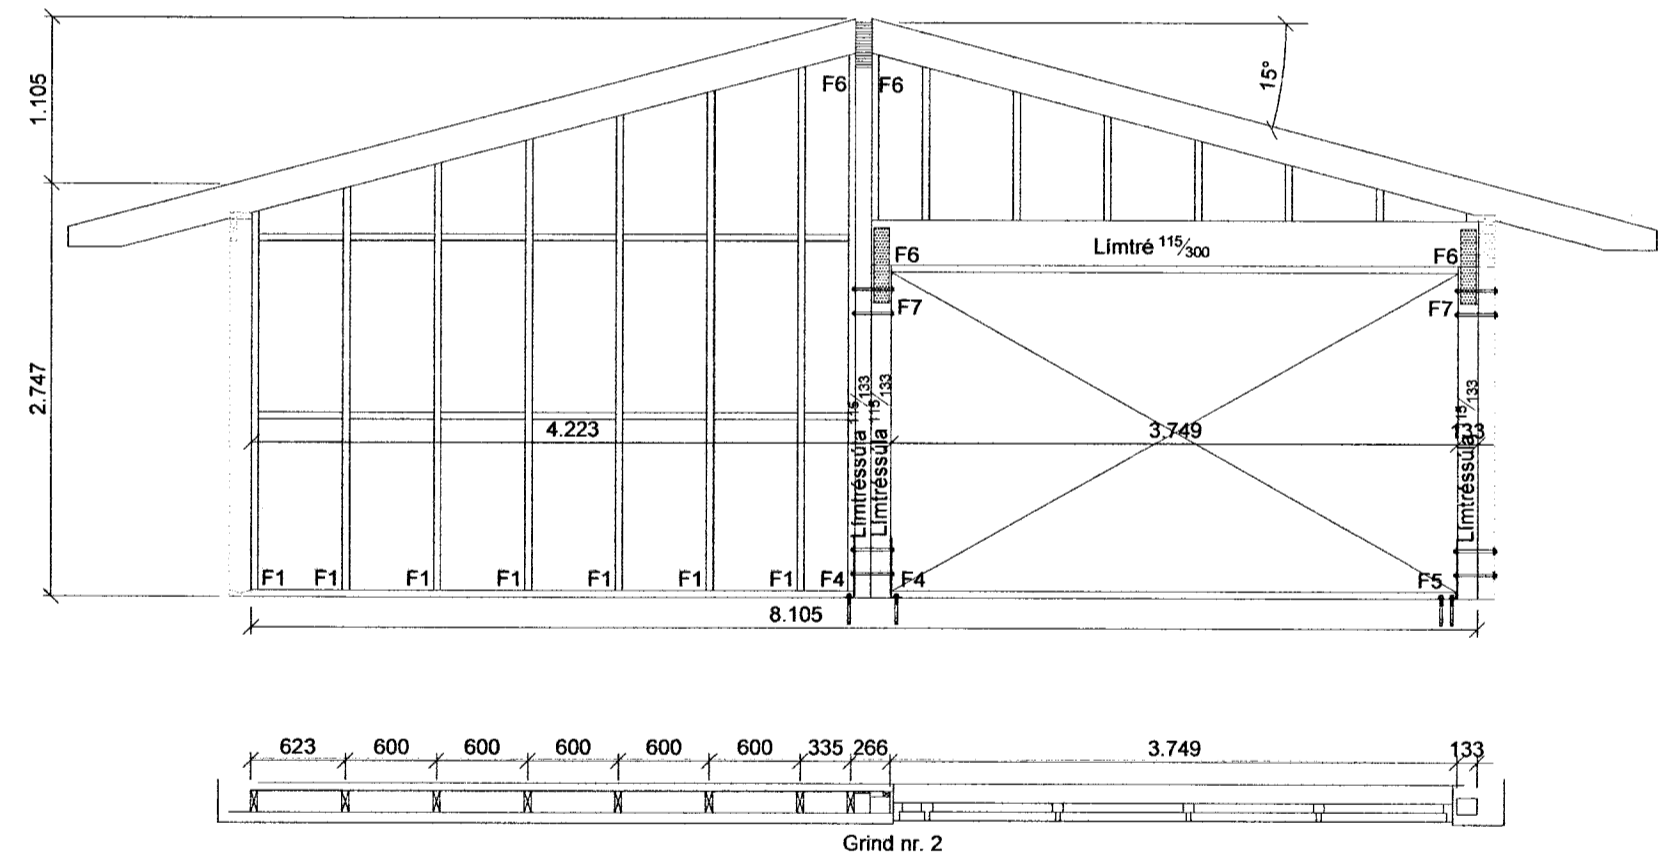 1.105
15°
F6 F6
Límtré 115/300
F6 F6
F7 F7
2.747
115/133
115/133
115/133
4.223 3.749 133
Límtréssúla
Límtréssúla
Límtréssúla
F1 F1 F1 F1 F1 F1 F1 F4 F4 F5
8.105
623 600 600 600 600 600 335 266 3.749 133
Grind nr. 2